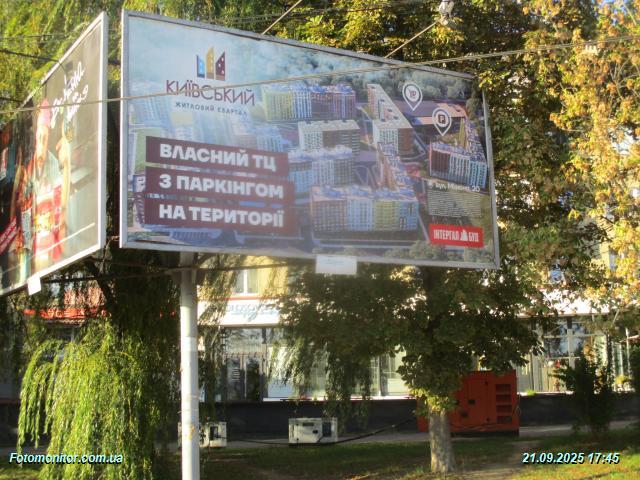 КИЇВСЬКИЙ
ЖИТЛОВИЙ КВАРТАЛ
ВЛАСНИЙ ТЦ
З ПАРКІНГОМ
НА ТЕРИТОРІЇ
P
ІНТЕРГАЛ БУД
Fotomonitor.com.ua
21.09.2025 17:45